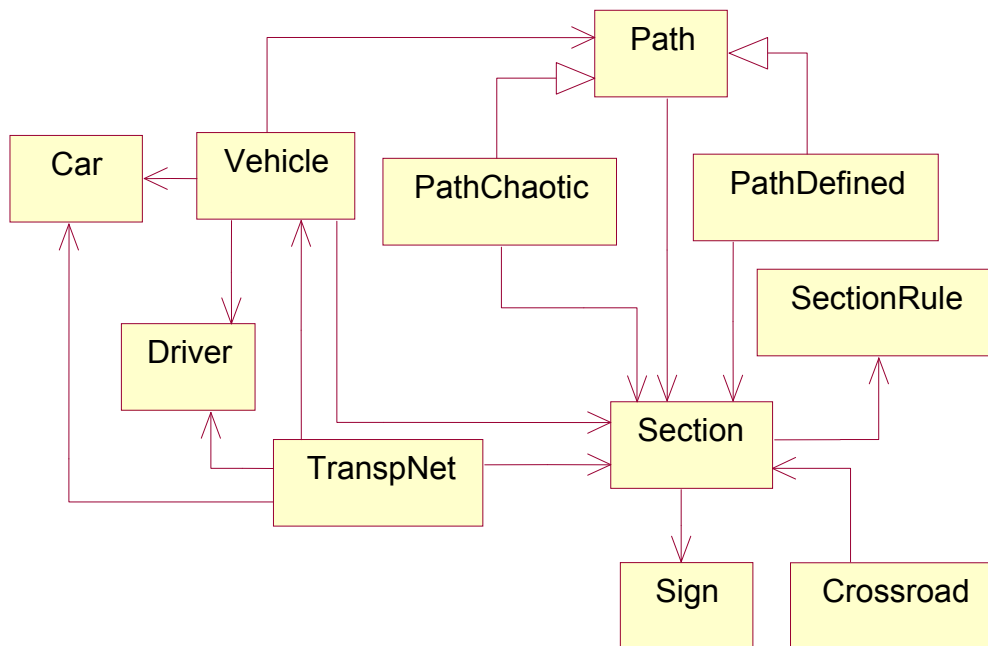 Path
Car
Vehicle
PathChaotic
PathDefined
SectionRule
Driver
Section
TranspNet
Sign
Crossroad